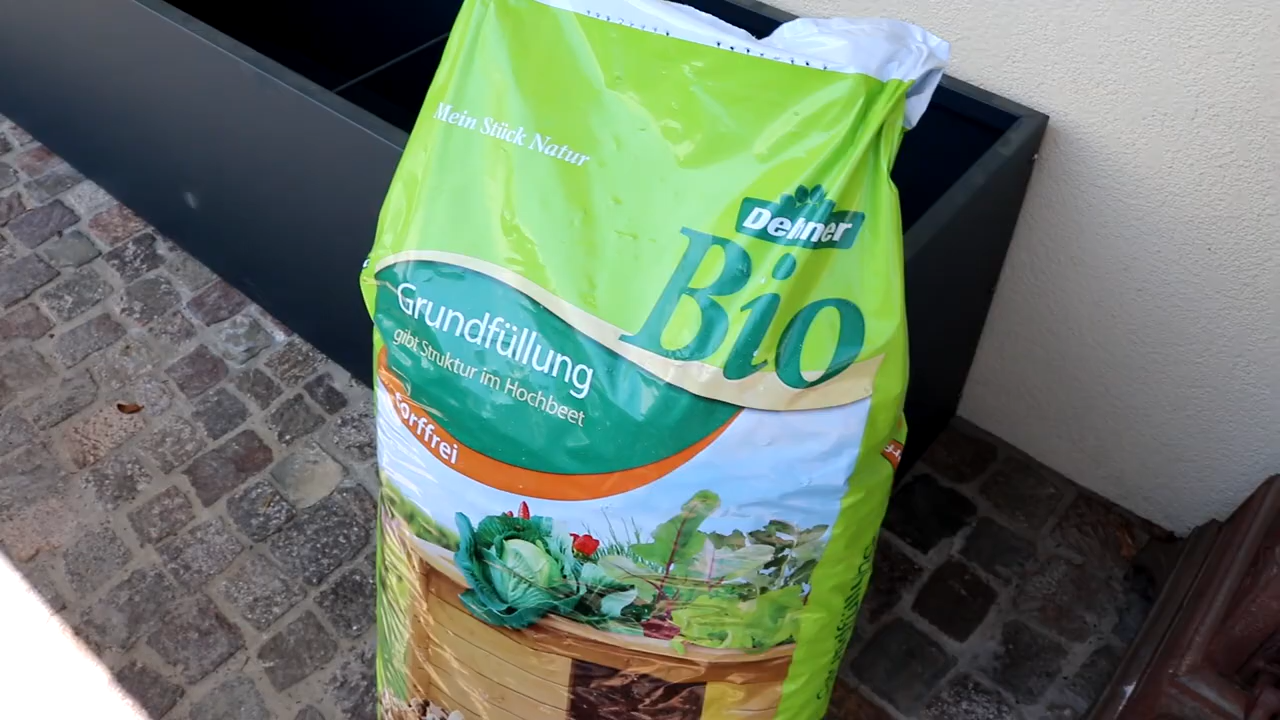 Mein Stück Natur
Dehner
Bio
Grundfüllung
gibt Struktur im Hochbeet
torffrei